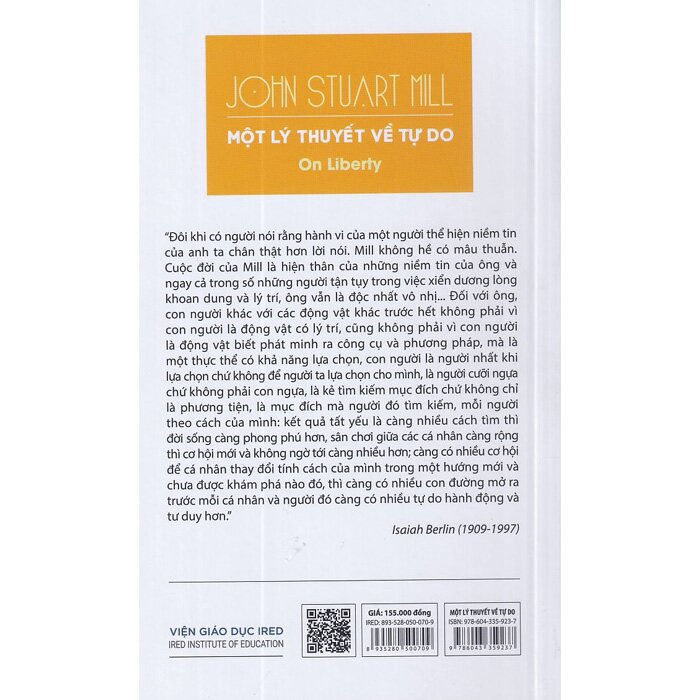 JOHN STUART MILL
MỘT LÝ THUYẾT VỀ TỰ DO
On Liberty
“Đôi khi có người nói rằng hành vi của một người thể hiện niềm tin
của anh ta chân thật hơn lời nói. Mill không hề có mâu thuẫn.
Cuộc đời của Mill là hiện thân của những niềm tin của ông và
ngay cả trong số những người tận tụy trong việc xiển dương lòng
khoan dung và lý trí, ông vẫn là độc nhất vô nhị... Đối với ông,
con người khác với các động vật khác trước hết không phải vì
con người là động vật có lý trí, cũng không phải vì con người
là động vật biết phát minh ra công cụ và phương pháp, mà là
một thực thể có khả năng lựa chọn, con người là người nhất khi
lựa chọn chứ không để người ta lựa chọn cho mình, là người cưỡi ngựa
chứ không phải con ngựa, là kẻ tìm kiếm mục đích chứ không chỉ
là phương tiện, là mục đích mà người đó tìm kiếm, mỗi người
theo cách của mình: kết quả tất yếu là càng nhiều cách tìm thì
đời sống càng phong phú hơn, sân chơi giữa các cá nhân càng rộng
thì cơ hội mới và không ngờ tới càng nhiều hơn; càng có nhiều cơ hội
để cá nhân thay đổi tính cách của mình trong một hướng mới và
chưa được khám phá nào đó, thì càng có nhiều con đường mở ra
trước mỗi cá nhân và người đó càng có nhiều tự do hành động và
tư duy hơn.”
Isaiah Berlin (1909-1997)
VIỆN GIÁO DỤC IRED
IRED INSTITUTE OF EDUCATION
GIÁ: 155.000 đồng
IRED: 893-528-050-070-9
8 935280 500709
MỘT LÝ THUYẾT VỀ TỰ DO
ISBN: 978-604-335-923-7
9 786043 359237